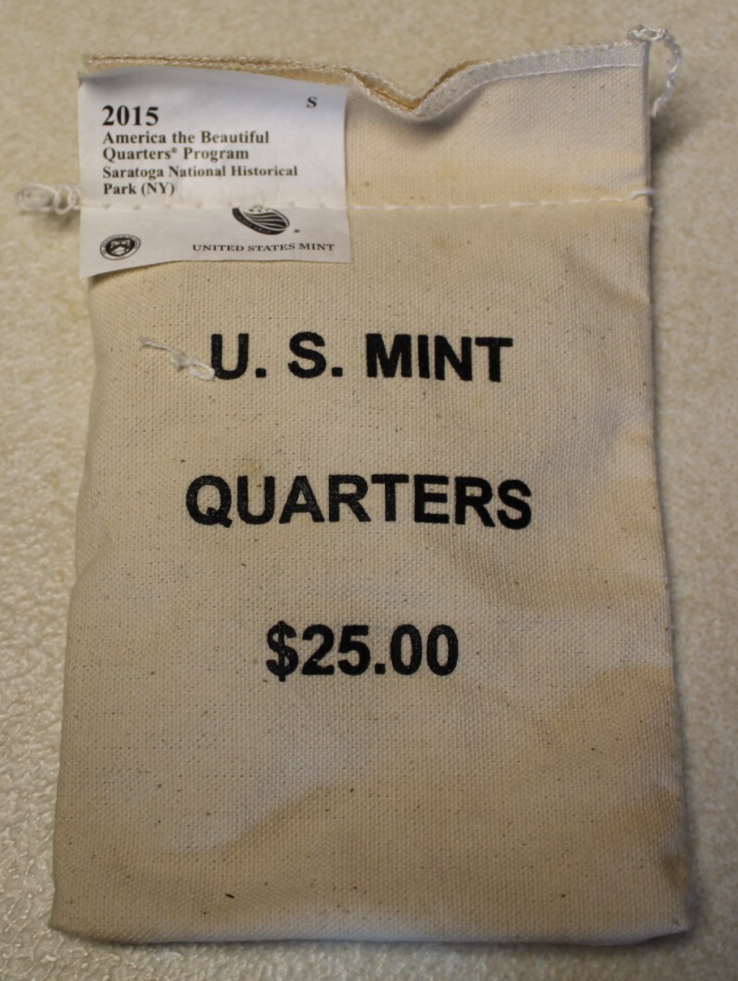 2015 S
America the Beautiful
Quarters® Program
Saratoga National Historical
Park (NY)
UNITED STATES MINT
U. S. MINT
QUARTERS
$25.00